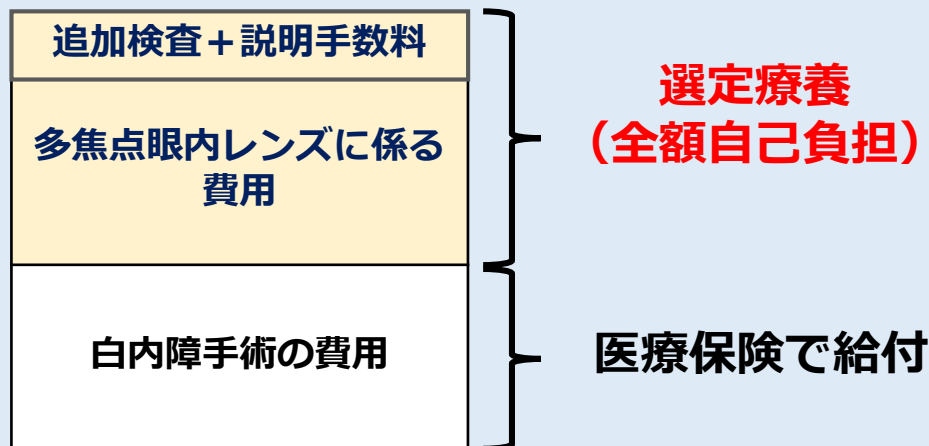 追加検査＋説明手数料
多焦点眼内レンズに係る
費用
白内障手術の費用
選定療養
（全額自己負担）
医療保険で給付